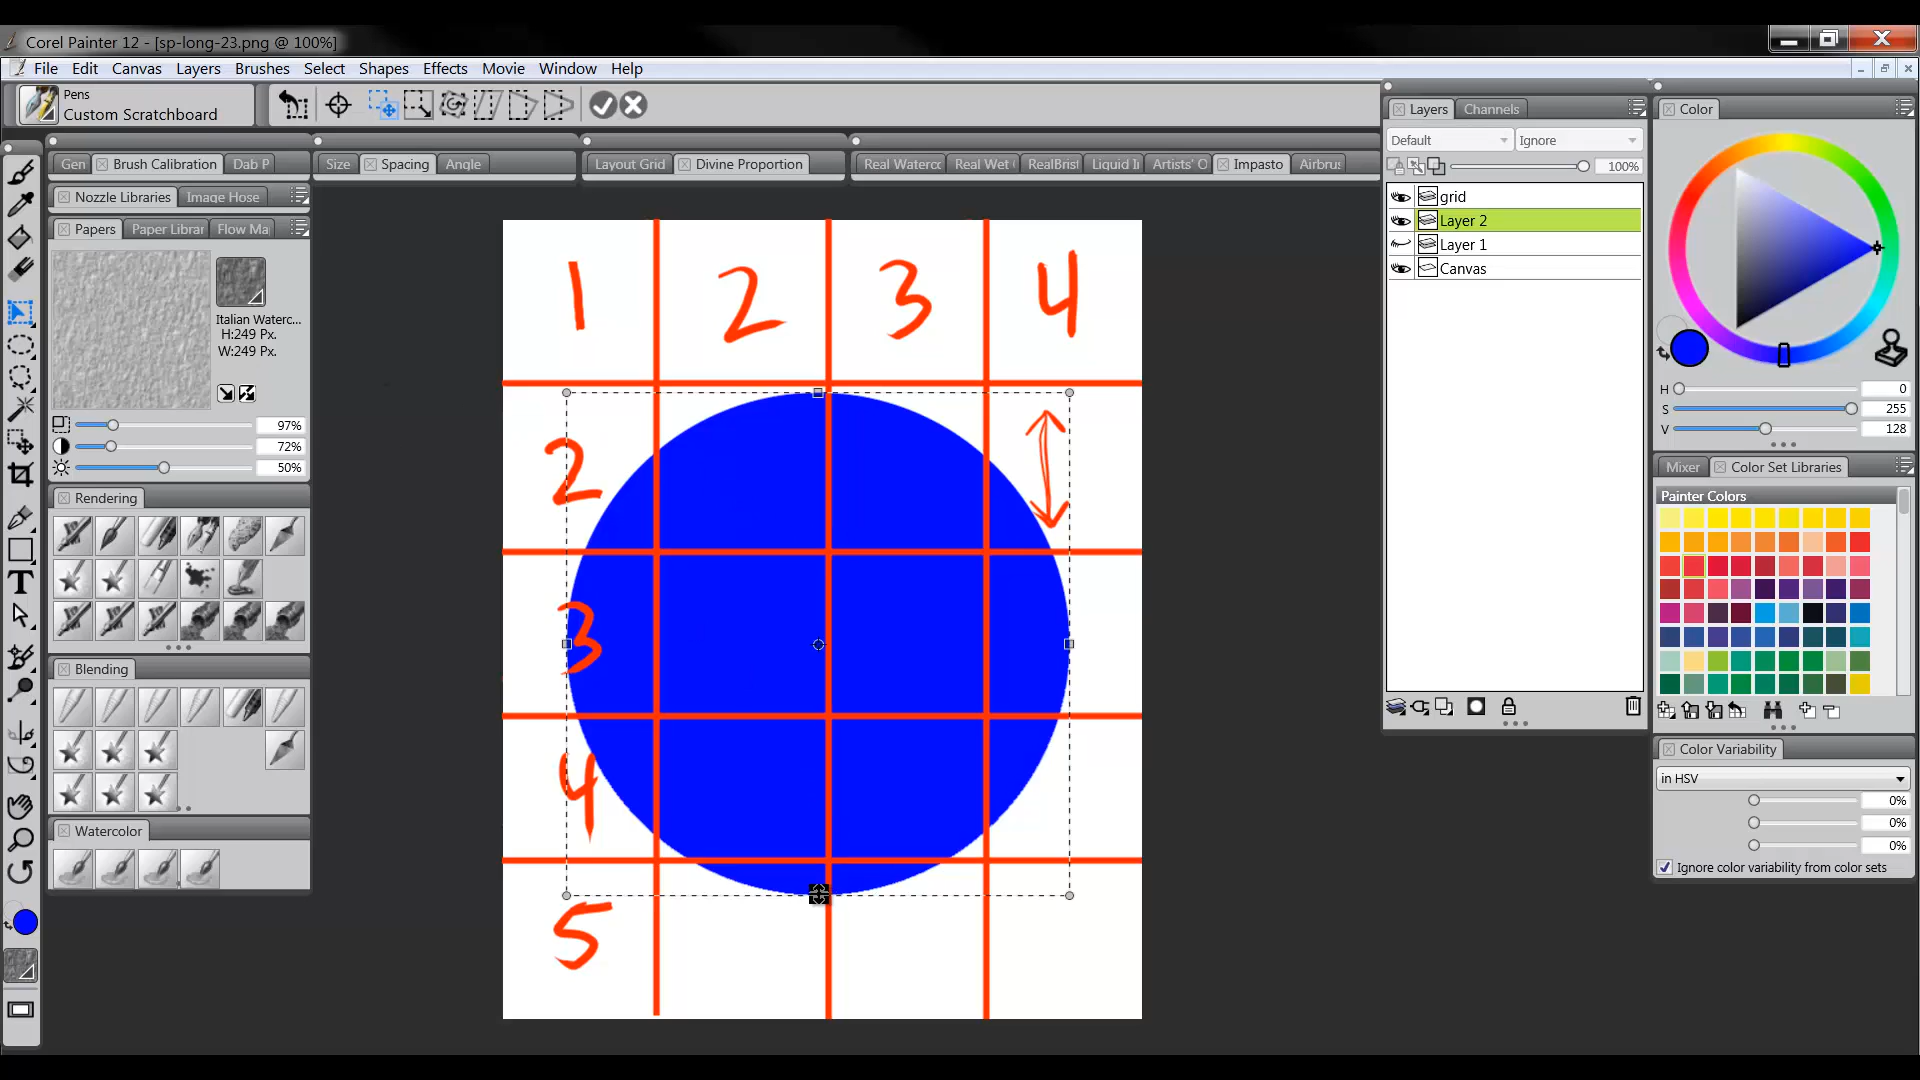 Corel Painter 12 - [sp-long-23.png @ 100%]
File Edit Canvas Layers Brushes Select Shapes Effects Movie Window Help
Pens
Custom Scratchboard
Gen Brush Calibration Dab P
Size Spacing Angle
Layout Grid Divine Proportion
Real Waterco Real Wet RealBrist Liquid I Artists' O Impasto Airbrus
Nozzle Libraries Image Hose
Papers Paper Librar Flow Ma
Italian Waterc...
H:249 Px.
W:249 Px.
97%
72%
50%
Rendering
Blending
Watercolor
T
1 2 3 4
2
3
4
5
Layers Channels
Default Ignore
100%
grid
Layer 2
Layer 1
Canvas
Color
H 0
S 255
V 128
Mixer Color Set Libraries
Painter Colors
Color Variability
in HSV
0%
0%
0%
Ignore color variability from color sets